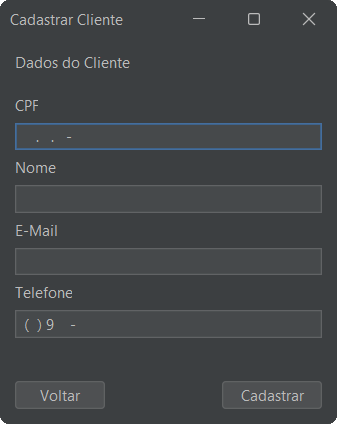 Cadastrar Cliente
Dados do Cliente
CPF
. . -
Nome
E-Mail
Telefone
( ) 9 -
Voltar Cadastrar